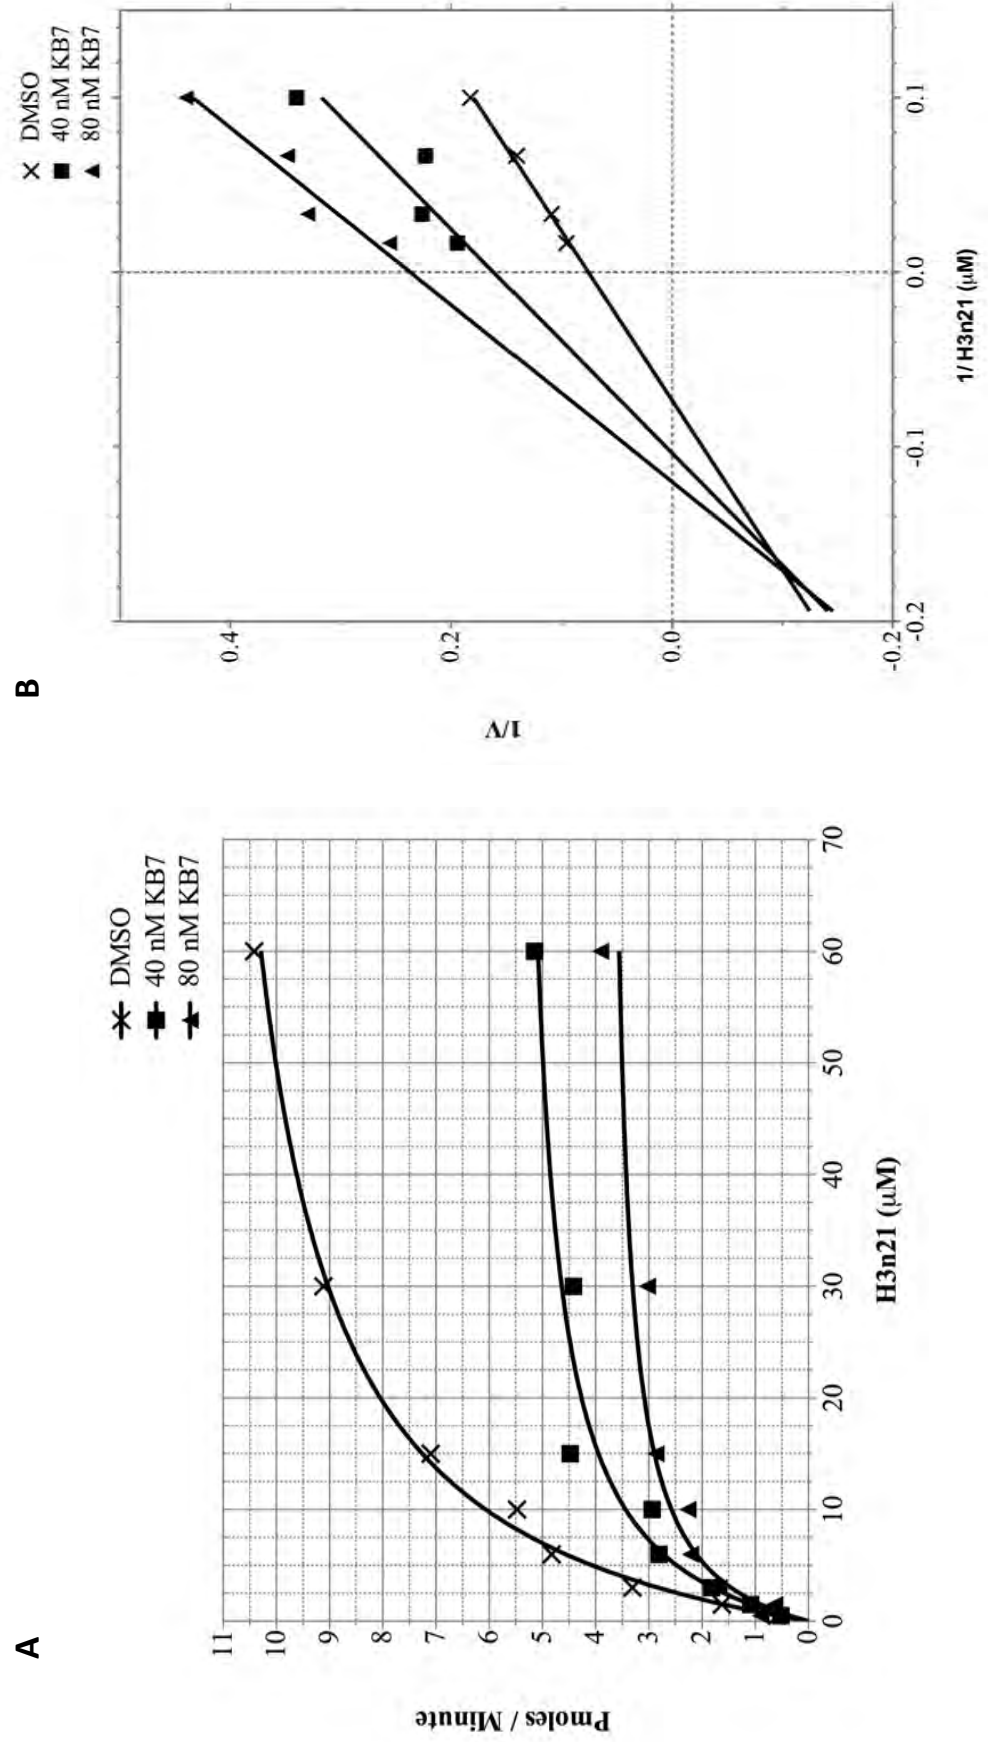 A
DMSO
40 nM KB7
80 nM KB7
Pmoles / Minute
11
10
9
8
7
6
5
4
3
2
1
0
0
10
20
30
40
50
60
70
H3n21 (μM)
B
DMSO
40 nM KB7
80 nM KB7
1/V
0.4
0.2
0.0
-0.2
-0.2
-0.1
0.0
0.1
1/ H3n21 (μM)